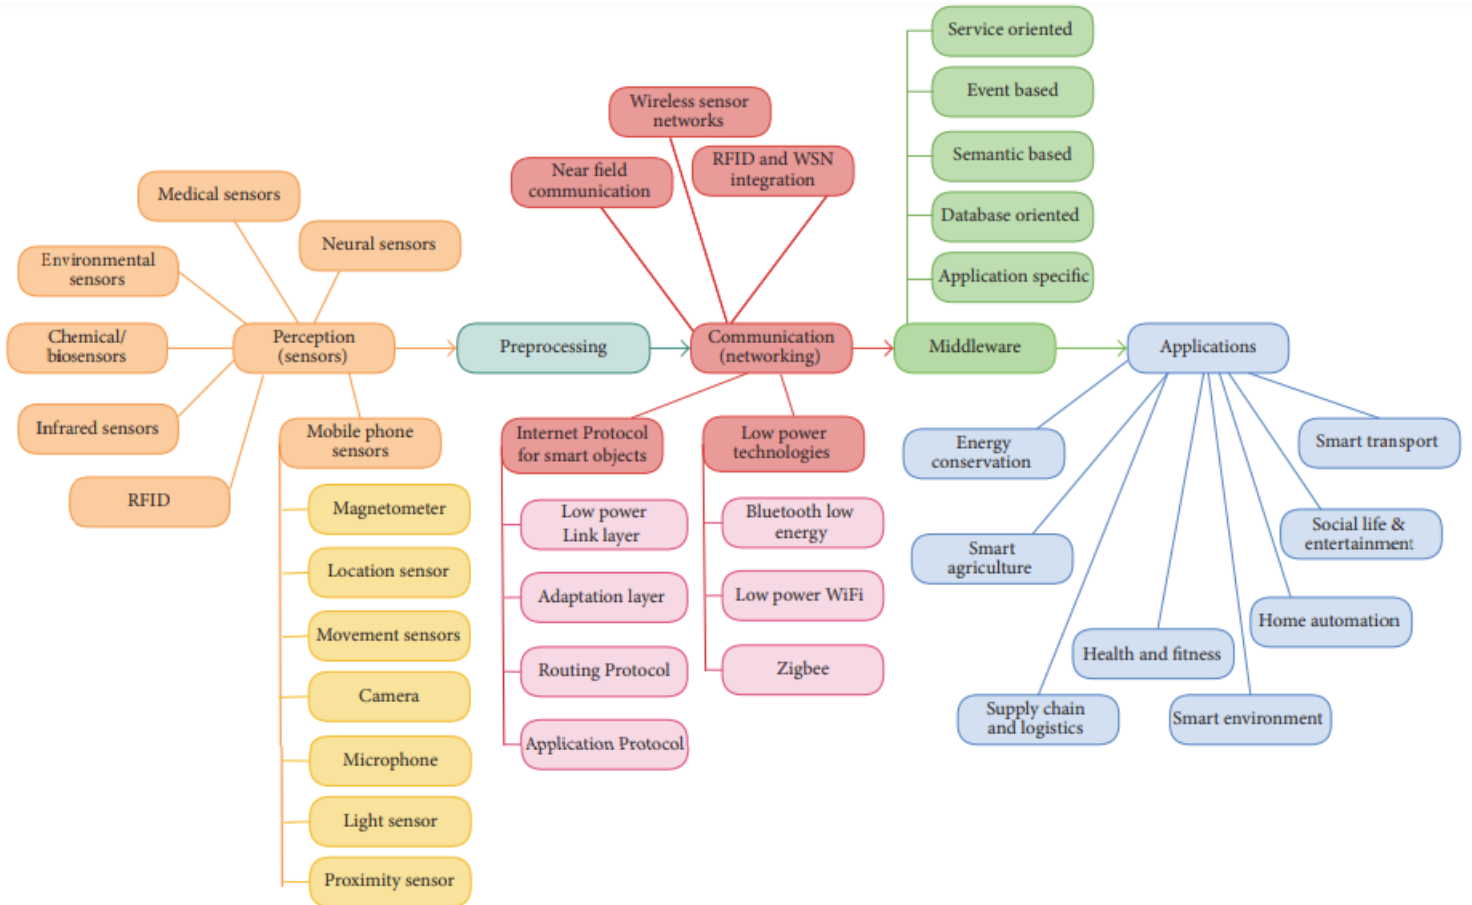 Service oriented
Event based
Semantic based
Database oriented
Application specific
Wireless sensor
networks
Near field
communication
RFID and WSN
integration
Medical sensors
Neural sensors
Environmental
sensors
Chemical/
biosensors
Infrared sensors
RFID
Perception
(sensors)
Preprocessing
Communication
(networking)
Middleware
Applications
Mobile phone
sensors
Magnetometer
Location sensor
Movement sensors
Camera
Microphone
Light sensor
Proximity sensor
Internet Protocol
for smart objects
Low power
Link layer
Adaptation layer
Routing Protocol
Application Protocol
Low power
technologies
Bluetooth low
energy
Low power WiFi
Zigbee
Energy
conservation
Smart
agriculture
Supply chain
and logistics
Health and fitness
Smart environment
Home automation
Social life &
entertainment
Smart transport